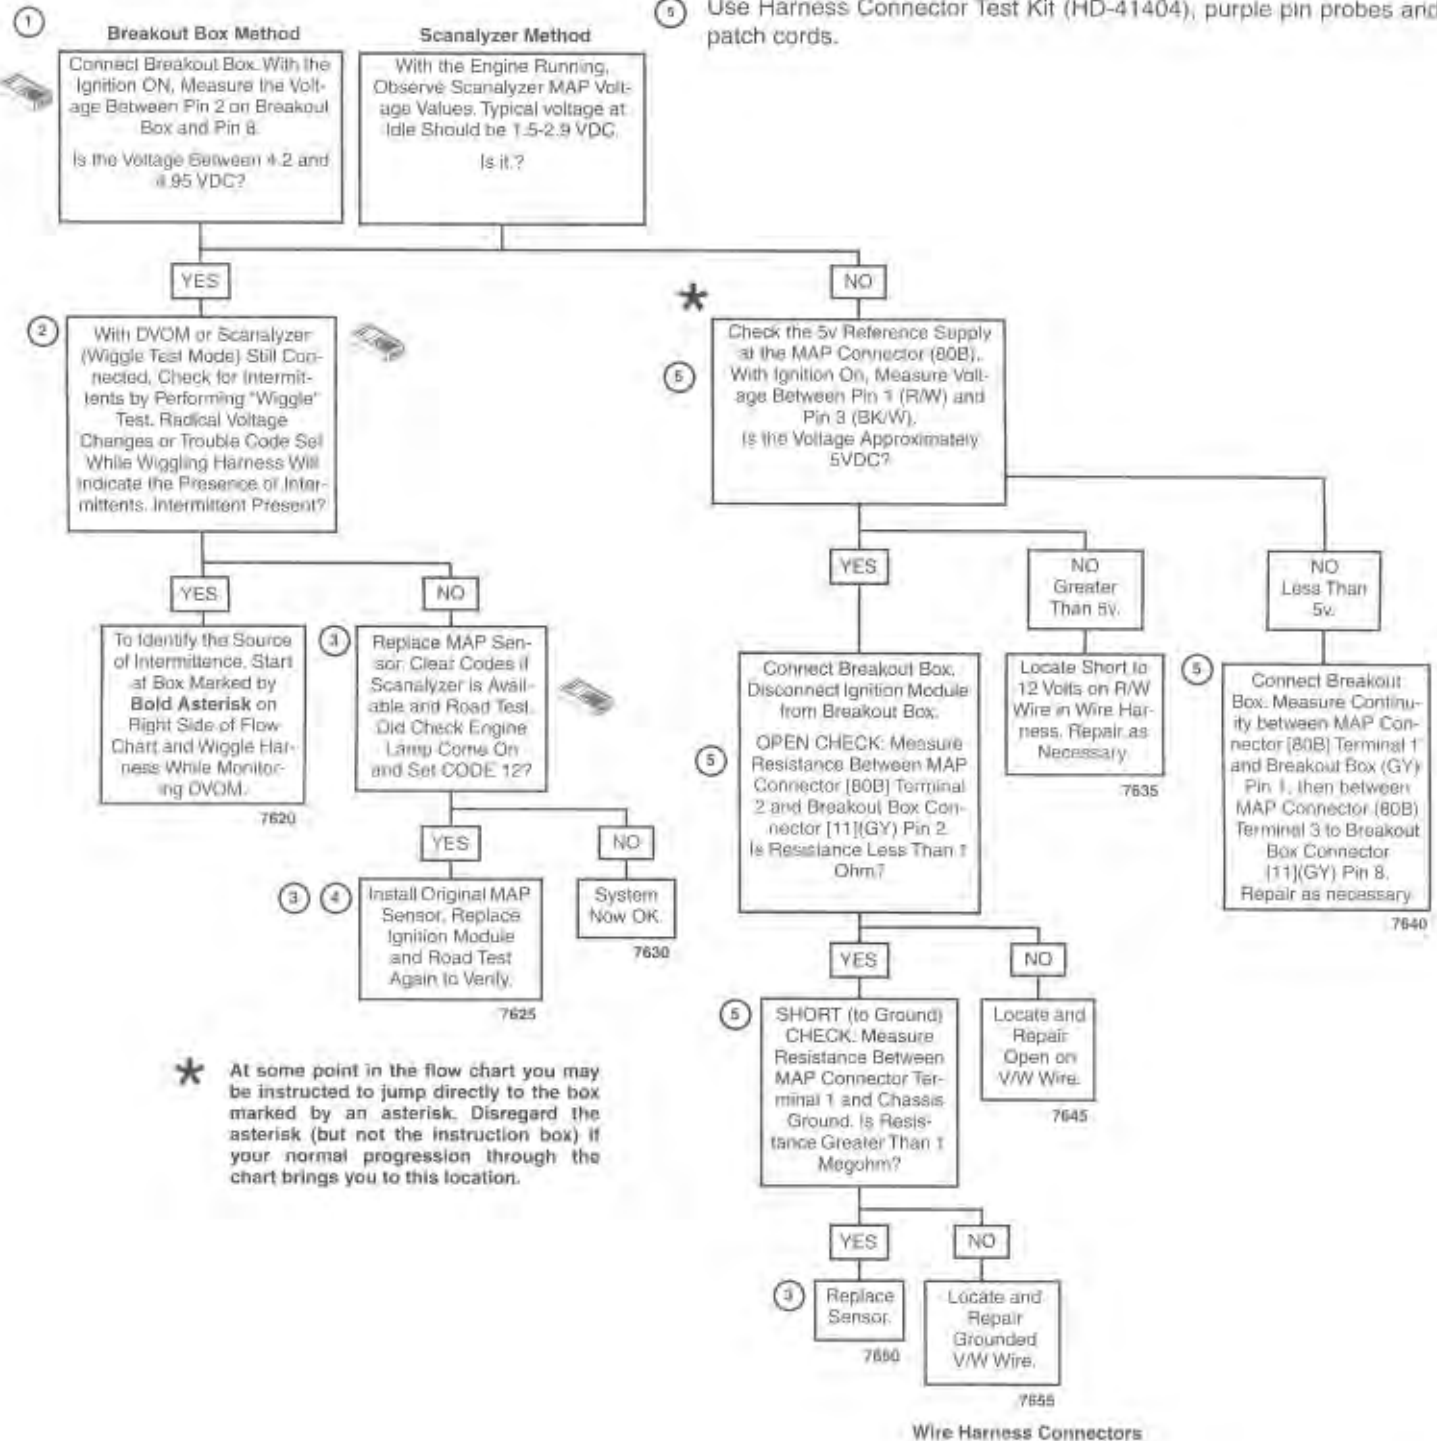 1
Breakout Box Method
Connect Breakout Box. With the
Ignition ON, Measure the Volt-
age Between Pin 2 on Breakout
Box and Pin 8.
Is the Voltage Between 4.2 and
4.95 VDC?
Scanalyzer Method
With the Engine Running,
Observe Scanalyzer MAP Volt-
age Values. Typical voltage at
Idle Should be 1.5-2.9 VDC.
Is it.?
5 Use Harness Connector Test Kit (HD-41404), purple pin probes and
patch cords.
YES
NO
2
With DVOM or Scanalyzer
(Wiggle Test Mode) Still Con-
nected, Check for Intermit-
tents by Performing "Wiggle"
Test. Radical Voltage
Changes or Trouble Code Set
While Wiggling Harness Will
Indicate the Presence of Inter-
mittents. Intermittent Present?
*
5
Check the 5v Reference Supply
at the MAP Connector (80B).
With Ignition On, Measure Volt-
age Between Pin 1 (R/W) and
Pin 3 (BK/W).
Is the Voltage Approximately
5VDC?
YES
NO
To Identify the Source
of Intermittence, Start
at Box Marked by
Bold Asterisk on
Right Side of Flow
Chart and Wiggle Har-
ness While Monitor-
ing DVOM.
7620
3
Replace MAP Sen-
sor. Clear Codes if
Scanalyzer is Avail-
able and Road Test.
Did Check Engine
Lamp Come On
and Set CODE 12?
YES
NO
3 4
Install Original MAP
Sensor, Replace
Ignition Module
and Road Test
Again to Verify.
7625
System
Now OK.
7630
YES
NO
Greater
Than 5v.
NO
Less Than
5v.
5
Connect Breakout Box.
Disconnect Ignition Module
from Breakout Box.
OPEN CHECK: Measure
Resistance Between MAP
Connector [80B] Terminal
2 and Breakout Box Con-
nector [11](GY) Pin 2.
Is Resistance Less Than 1
Ohm?
Locate Short to
12 Volts on R/W
Wire in Wire Har-
ness. Repair as
Necessary.
7635
5
Connect Breakout
Box. Measure Continu-
ity between MAP Con-
nector [80B] Terminal 1
and Breakout Box (GY)
Pin 1, then between
MAP Connector (80B)
Terminal 3 to Breakout
Box Connector
[11](GY) Pin 8.
Repair as necessary.
7640
YES
NO
5
SHORT (to Ground)
CHECK: Measure
Resistance Between
MAP Connector Ter-
minal 1 and Chassis
Ground. Is Resis-
tance Greater Than 1
Megohm?
Locate and
Repair
Open on
V/W Wire.
7645
YES
NO
3
Replace
Sensor.
7650
Locate and
Repair
Grounded
V/W Wire.
7655
* At some point in the flow chart you may
be instructed to jump directly to the box
marked by an asterisk. Disregard the
asterisk (but not the instruction box) if
your normal progression through the
chart brings you to this location.
Wire Harness Connectors